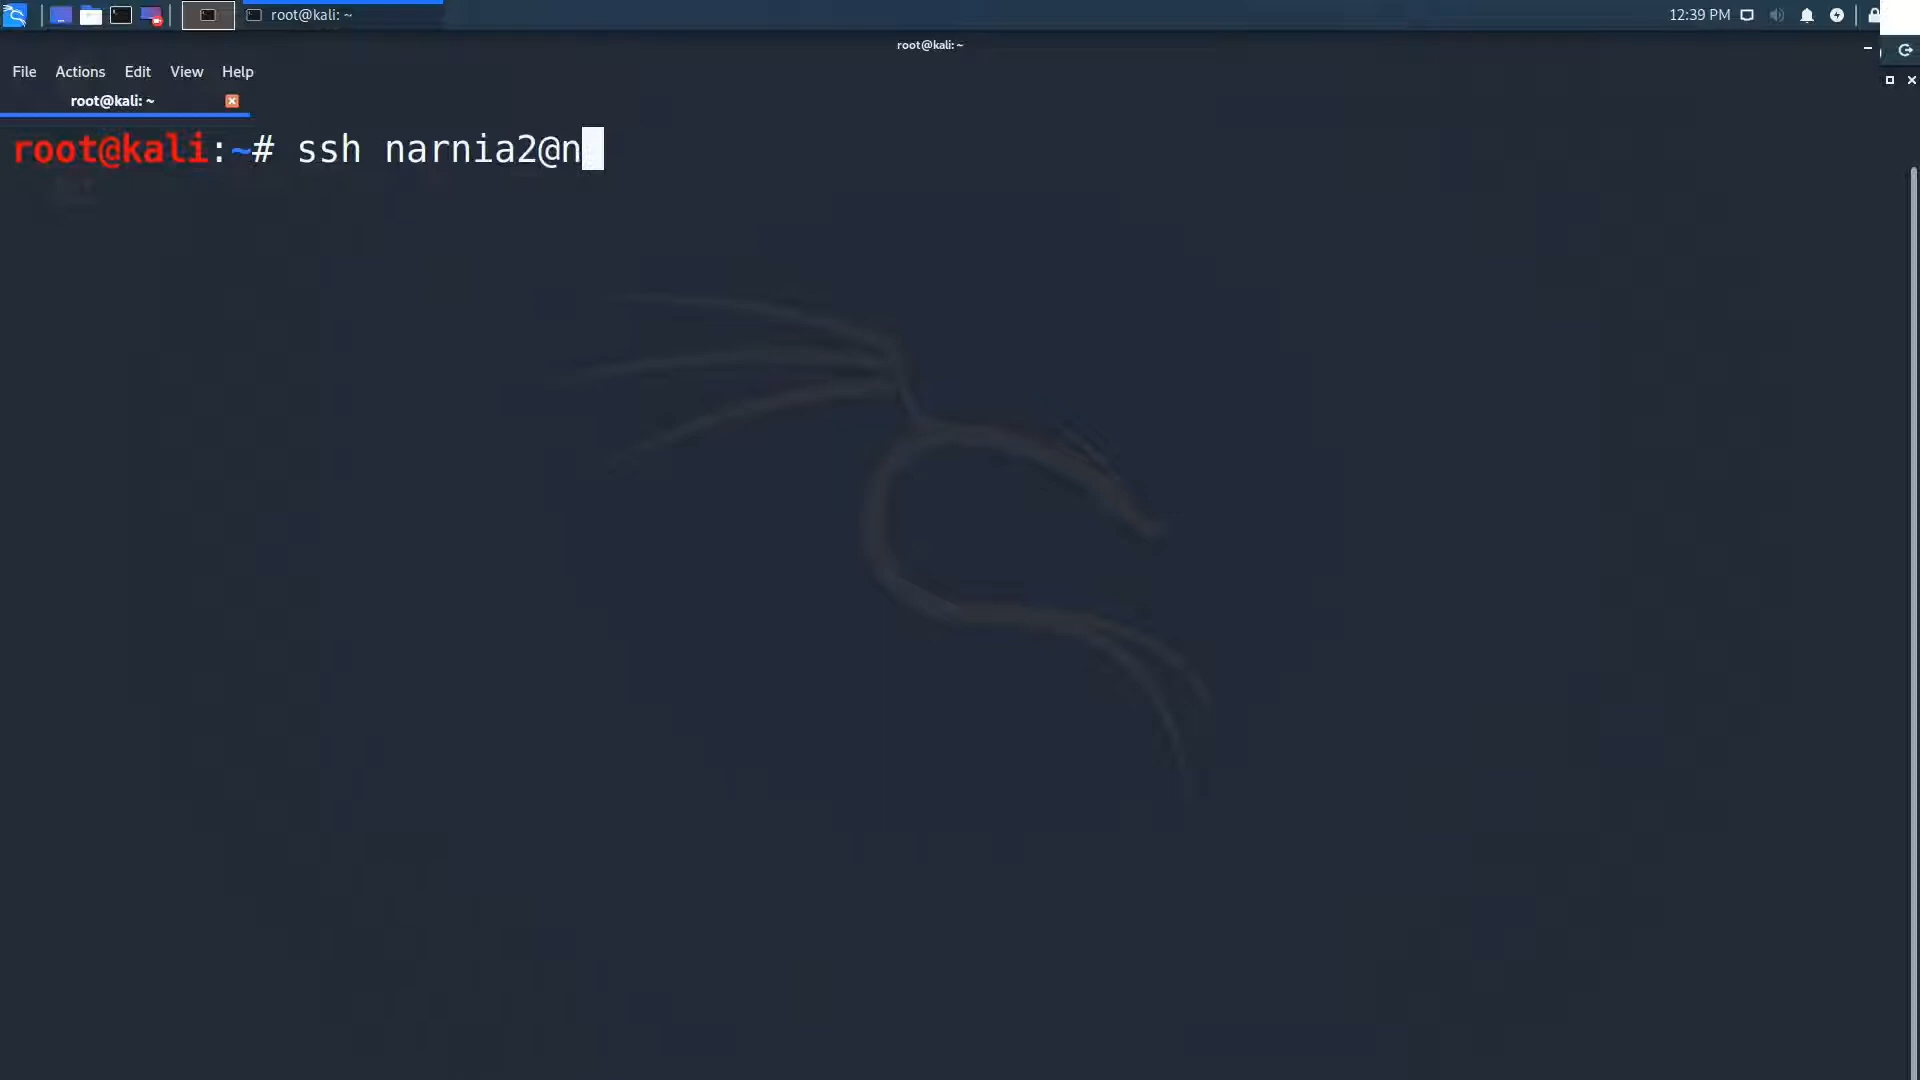 root@kali: ~
12:39 PM
root@kali: ~
File Actions Edit View Help
root@kali: ~
root@kali:~# ssh narnia2@n